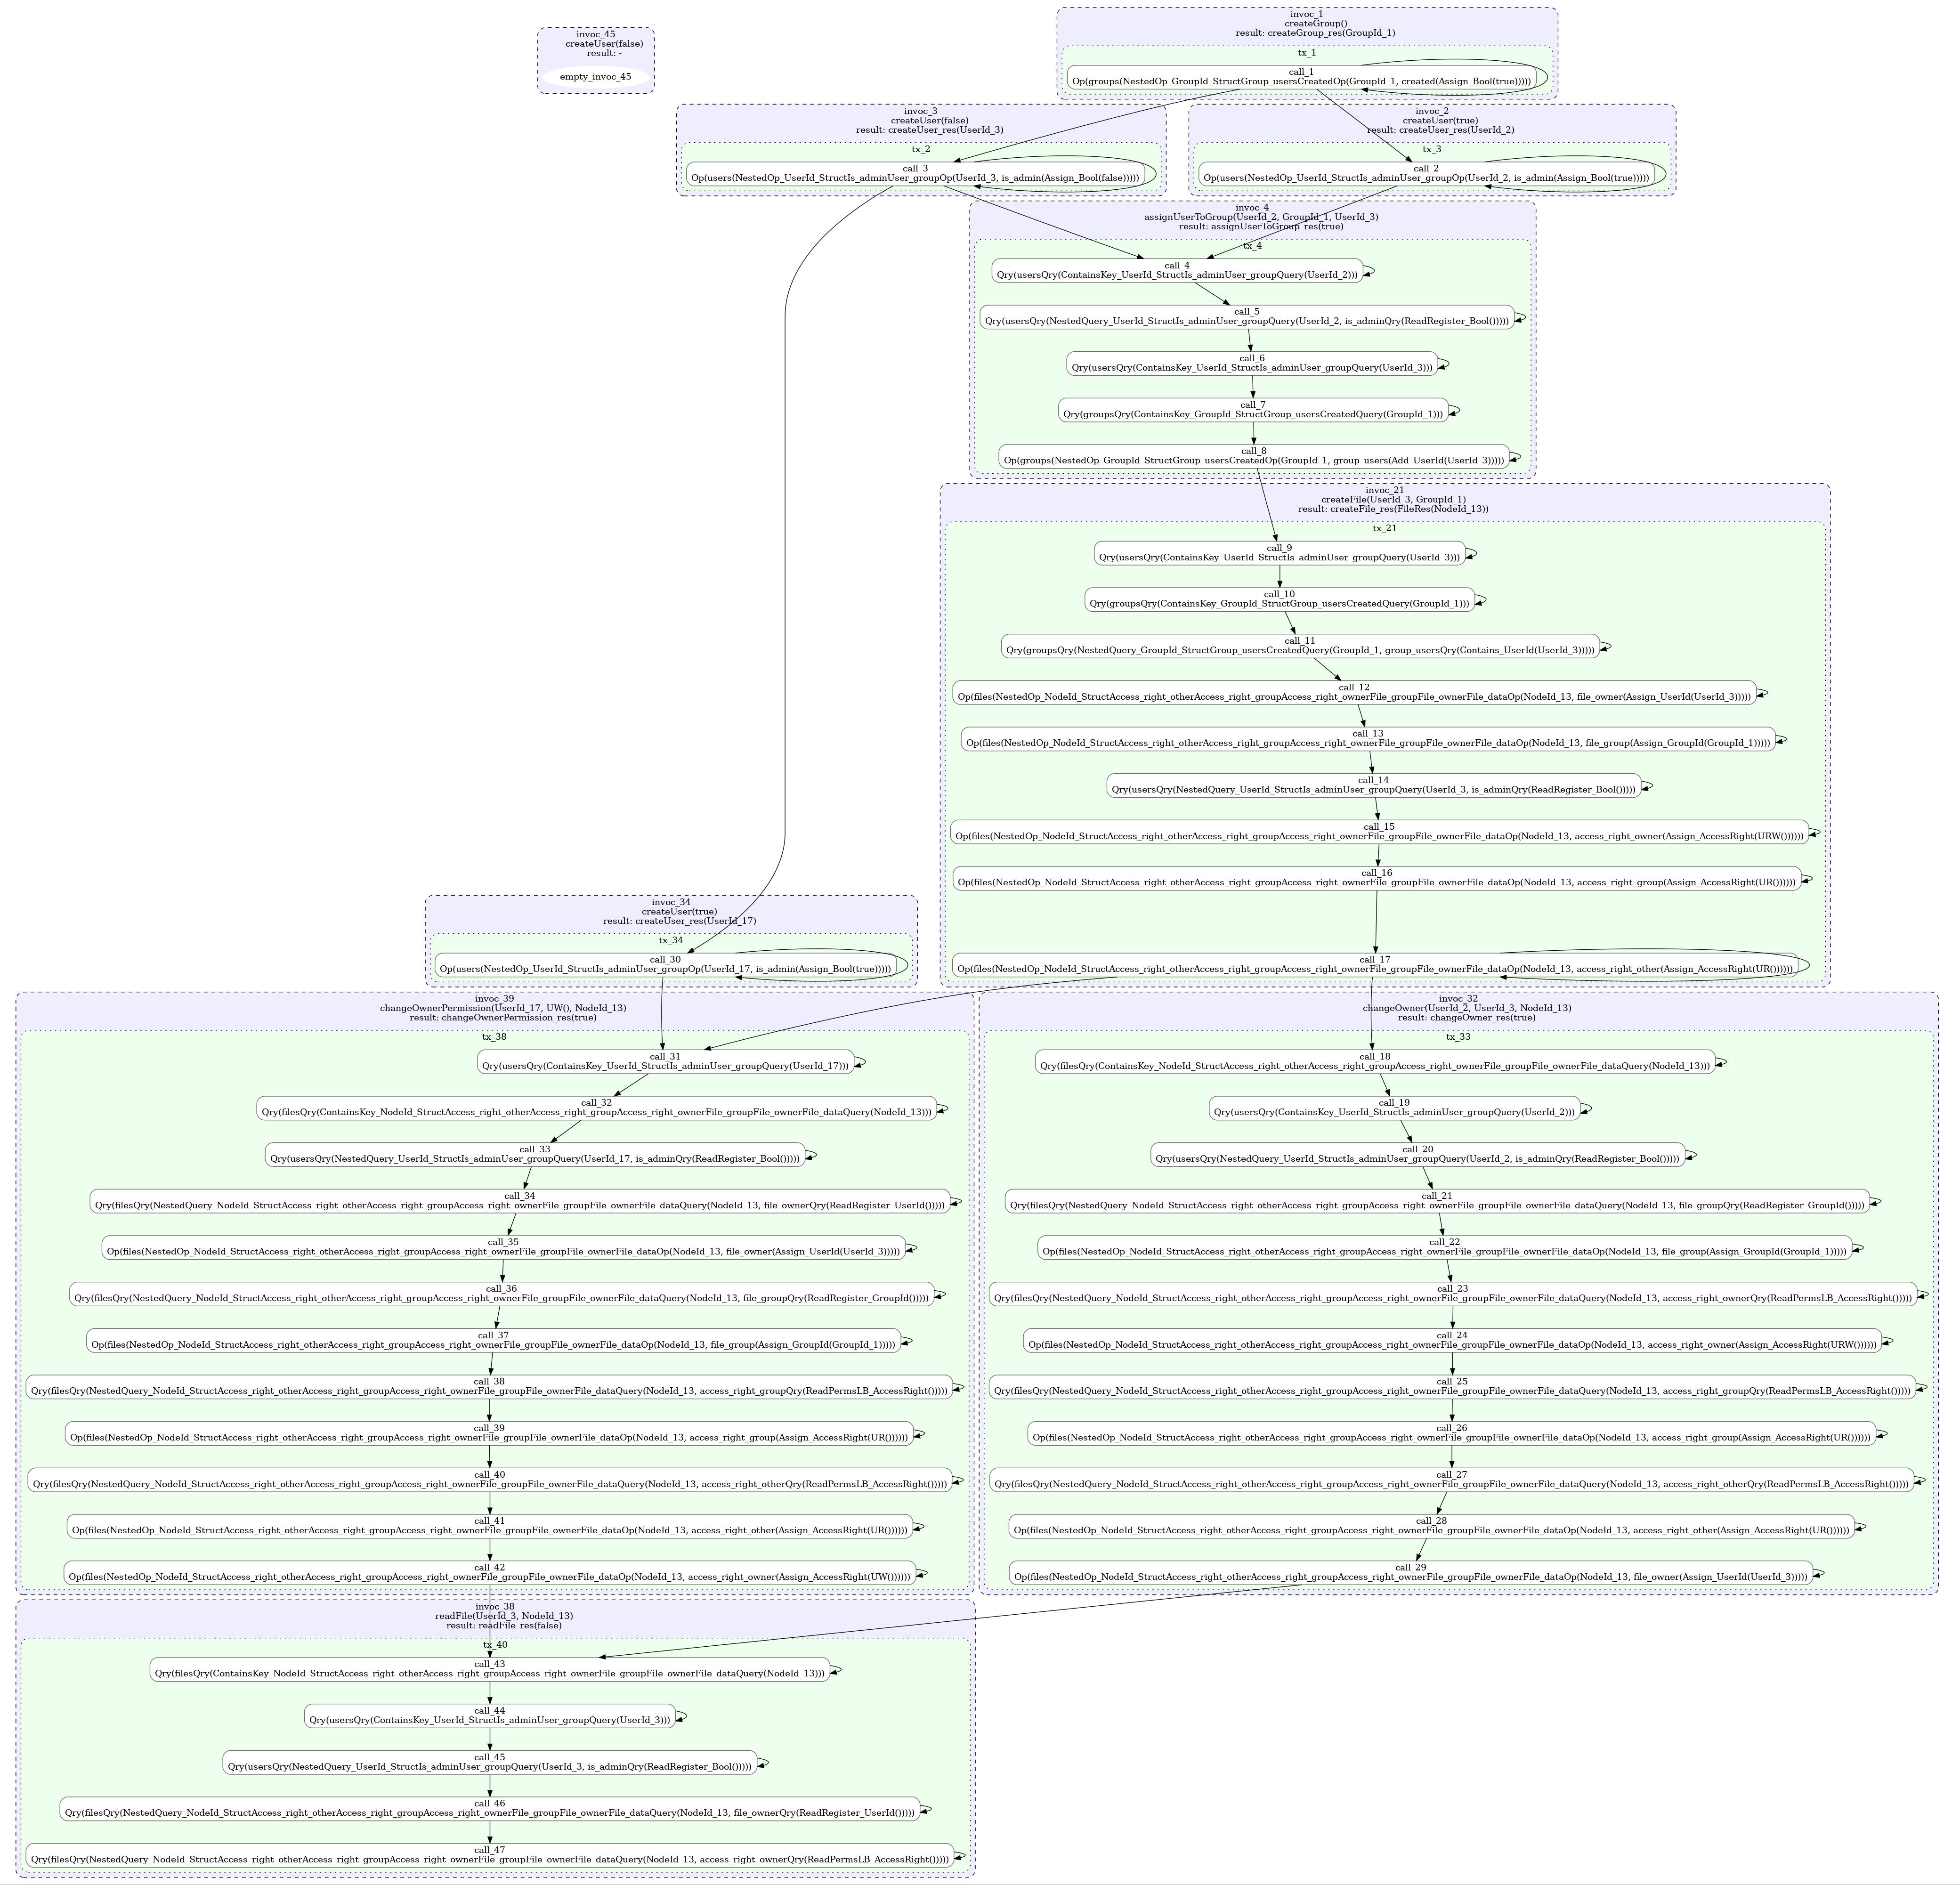 invoc_1
createGroup()
result: createGroup_res(GroupId_1)
tx_1
call_1
Op(groups(NestedOp_GroupId_StructGroup_usersCreatedOp(GroupId_1, created(Assign_Bool(true)))))
invoc_45
createUser(false)
result: -
empty_invoc_45
invoc_3
createUser(false)
result: createUser_res(UserId_3)
tx_2
call_3
Op(users(NestedOp_UserId_StructIs_adminUser_groupOp(UserId_3, is_admin(Assign_Bool(false)))))
invoc_2
createUser(true)
result: createUser_res(UserId_2)
tx_3
call_2
Op(users(NestedOp_UserId_StructIs_adminUser_groupOp(UserId_2, is_admin(Assign_Bool(true)))))
invoc_4
assignUserToGroup(UserId_2, GroupId_1, UserId_3)
result: assignUserToGroup_res(true)
tx_4
call_4
Qry(usersQry(ContainsKey_UserId_StructIs_adminUser_groupQuery(UserId_2)))
call_5
Qry(usersQry(NestedQuery_UserId_StructIs_adminUser_groupQuery(UserId_2, is_adminQry(ReadRegister_Bool()))))
call_6
Qry(usersQry(ContainsKey_UserId_StructIs_adminUser_groupQuery(UserId_3)))
call_7
Qry(groupsQry(ContainsKey_GroupId_StructGroup_usersCreatedQuery(GroupId_1)))
call_8
Op(groups(NestedOp_GroupId_StructGroup_usersCreatedOp(GroupId_1, group_users(Add_UserId(UserId_3)))))
invoc_21
createFile(UserId_3, GroupId_1)
result: createFile_res(FileRes(NodeId_13))
tx_21
call_9
Qry(usersQry(ContainsKey_UserId_StructIs_adminUser_groupQuery(UserId_3)))
call_10
Qry(groupsQry(ContainsKey_GroupId_StructGroup_usersCreatedQuery(GroupId_1)))
call_11
Qry(groupsQry(NestedQuery_GroupId_StructGroup_usersCreatedQuery(GroupId_1, group_usersQry(Contains_UserId(UserId_3)))))
call_12
Op(files(NestedOp_NodeId_StructAccess_right_otherAccess_right_groupAccess_right_ownerFile_groupFile_ownerFile_dataOp(NodeId_13, file_owner(Assign_UserId(UserId_3)))))
call_13
Op(files(NestedOp_NodeId_StructAccess_right_otherAccess_right_groupAccess_right_ownerFile_groupFile_ownerFile_dataOp(NodeId_13, file_group(Assign_GroupId(GroupId_1)))))
call_14
Qry(usersQry(NestedQuery_UserId_StructIs_adminUser_groupQuery(UserId_3, is_adminQry(ReadRegister_Bool()))))
call_15
Op(files(NestedOp_NodeId_StructAccess_right_otherAccess_right_groupAccess_right_ownerFile_groupFile_ownerFile_dataOp(NodeId_13, access_right_owner(Assign_AccessRight(URW())))))
call_16
Op(files(NestedOp_NodeId_StructAccess_right_otherAccess_right_groupAccess_right_ownerFile_groupFile_ownerFile_dataOp(NodeId_13, access_right_group(Assign_AccessRight(UR())))))
call_17
Op(files(NestedOp_NodeId_StructAccess_right_otherAccess_right_groupAccess_right_ownerFile_groupFile_ownerFile_dataOp(NodeId_13, access_right_other(Assign_AccessRight(UR())))))
invoc_34
createUser(true)
result: createUser_res(UserId_17)
tx_34
call_30
Op(users(NestedOp_UserId_StructIs_adminUser_groupOp(UserId_17, is_admin(Assign_Bool(true)))))
invoc_39
changeOwnerPermission(UserId_17, UW(), NodeId_13)
result: changeOwnerPermission_res(true)
tx_38
call_31
Qry(usersQry(ContainsKey_UserId_StructIs_adminUser_groupQuery(UserId_17)))
call_32
Qry(filesQry(ContainsKey_NodeId_StructAccess_right_otherAccess_right_groupAccess_right_ownerFile_groupFile_ownerFile_dataQuery(NodeId_13)))
call_33
Qry(usersQry(NestedQuery_UserId_StructIs_adminUser_groupQuery(UserId_17, is_adminQry(ReadRegister_Bool()))))
call_34
Qry(filesQry(NestedQuery_NodeId_StructAccess_right_otherAccess_right_groupAccess_right_ownerFile_groupFile_ownerFile_dataQuery(NodeId_13, file_ownerQry(ReadRegister_UserId()))))
call_35
Op(files(NestedOp_NodeId_StructAccess_right_otherAccess_right_groupAccess_right_ownerFile_groupFile_ownerFile_dataOp(NodeId_13, file_owner(Assign_UserId(UserId_3)))))
call_36
Qry(filesQry(NestedQuery_NodeId_StructAccess_right_otherAccess_right_groupAccess_right_ownerFile_groupFile_ownerFile_dataQuery(NodeId_13, file_groupQry(ReadRegister_GroupId()))))
call_37
Op(files(NestedOp_NodeId_StructAccess_right_otherAccess_right_groupAccess_right_ownerFile_groupFile_ownerFile_dataOp(NodeId_13, file_group(Assign_GroupId(GroupId_1)))))
call_38
Qry(filesQry(NestedQuery_NodeId_StructAccess_right_otherAccess_right_groupAccess_right_ownerFile_groupFile_ownerFile_dataQuery(NodeId_13, access_right_groupQry(ReadPermsLB_AccessRight()))))
call_39
Op(files(NestedOp_NodeId_StructAccess_right_otherAccess_right_groupAccess_right_ownerFile_groupFile_ownerFile_dataOp(NodeId_13, access_right_group(Assign_AccessRight(UR())))))
call_40
Qry(filesQry(NestedQuery_NodeId_StructAccess_right_otherAccess_right_groupAccess_right_ownerFile_groupFile_ownerFile_dataQuery(NodeId_13, access_right_otherQry(ReadPermsLB_AccessRight()))))
call_41
Op(files(NestedOp_NodeId_StructAccess_right_otherAccess_right_groupAccess_right_ownerFile_groupFile_ownerFile_dataOp(NodeId_13, access_right_other(Assign_AccessRight(UR())))))
call_42
Op(files(NestedOp_NodeId_StructAccess_right_otherAccess_right_groupAccess_right_ownerFile_groupFile_ownerFile_dataOp(NodeId_13, access_right_owner(Assign_AccessRight(UW())))))
invoc_32
changeOwner(UserId_2, UserId_3, NodeId_13)
result: changeOwner_res(true)
tx_33
call_18
Qry(filesQry(ContainsKey_NodeId_StructAccess_right_otherAccess_right_groupAccess_right_ownerFile_groupFile_ownerFile_dataQuery(NodeId_13)))
call_19
Qry(usersQry(ContainsKey_UserId_StructIs_adminUser_groupQuery(UserId_2)))
call_20
Qry(usersQry(NestedQuery_UserId_StructIs_adminUser_groupQuery(UserId_2, is_adminQry(ReadRegister_Bool()))))
call_21
Qry(filesQry(NestedQuery_NodeId_StructAccess_right_otherAccess_right_groupAccess_right_ownerFile_groupFile_ownerFile_dataQuery(NodeId_13, file_groupQry(ReadRegister_GroupId()))))
call_22
Op(files(NestedOp_NodeId_StructAccess_right_otherAccess_right_groupAccess_right_ownerFile_groupFile_ownerFile_dataOp(NodeId_13, file_group(Assign_GroupId(GroupId_1)))))
call_23
Qry(filesQry(NestedQuery_NodeId_StructAccess_right_otherAccess_right_groupAccess_right_ownerFile_groupFile_ownerFile_dataQuery(NodeId_13, access_right_ownerQry(ReadPermsLB_AccessRight()))))
call_24
Op(files(NestedOp_NodeId_StructAccess_right_otherAccess_right_groupAccess_right_ownerFile_groupFile_ownerFile_dataOp(NodeId_13, access_right_owner(Assign_AccessRight(URW())))))
call_25
Qry(filesQry(NestedQuery_NodeId_StructAccess_right_otherAccess_right_groupAccess_right_ownerFile_groupFile_ownerFile_dataQuery(NodeId_13, access_right_groupQry(ReadPermsLB_AccessRight()))))
call_26
Op(files(NestedOp_NodeId_StructAccess_right_otherAccess_right_groupAccess_right_ownerFile_groupFile_ownerFile_dataOp(NodeId_13, access_right_group(Assign_AccessRight(UR())))))
call_27
Qry(filesQry(NestedQuery_NodeId_StructAccess_right_otherAccess_right_groupAccess_right_ownerFile_groupFile_ownerFile_dataQuery(NodeId_13, access_right_otherQry(ReadPermsLB_AccessRight()))))
call_28
Op(files(NestedOp_NodeId_StructAccess_right_otherAccess_right_groupAccess_right_ownerFile_groupFile_ownerFile_dataOp(NodeId_13, access_right_other(Assign_AccessRight(UR())))))
call_29
Op(files(NestedOp_NodeId_StructAccess_right_otherAccess_right_groupAccess_right_ownerFile_groupFile_ownerFile_dataOp(NodeId_13, file_owner(Assign_UserId(UserId_3)))))
invoc_38
readFile(UserId_3, NodeId_13)
result: readFile_res(false)
tx_40
call_43
Qry(filesQry(ContainsKey_NodeId_StructAccess_right_otherAccess_right_groupAccess_right_ownerFile_groupFile_ownerFile_dataQuery(NodeId_13)))
call_44
Qry(usersQry(ContainsKey_UserId_StructIs_adminUser_groupQuery(UserId_3)))
call_45
Qry(usersQry(NestedQuery_UserId_StructIs_adminUser_groupQuery(UserId_3, is_adminQry(ReadRegister_Bool()))))
call_46
Qry(filesQry(NestedQuery_NodeId_StructAccess_right_otherAccess_right_groupAccess_right_ownerFile_groupFile_ownerFile_dataQuery(NodeId_13, file_ownerQry(ReadRegister_UserId()))))
call_47
Qry(filesQry(NestedQuery_NodeId_StructAccess_right_otherAccess_right_groupAccess_right_ownerFile_groupFile_ownerFile_dataQuery(NodeId_13, access_right_ownerQry(ReadPermsLB_AccessRight()))))